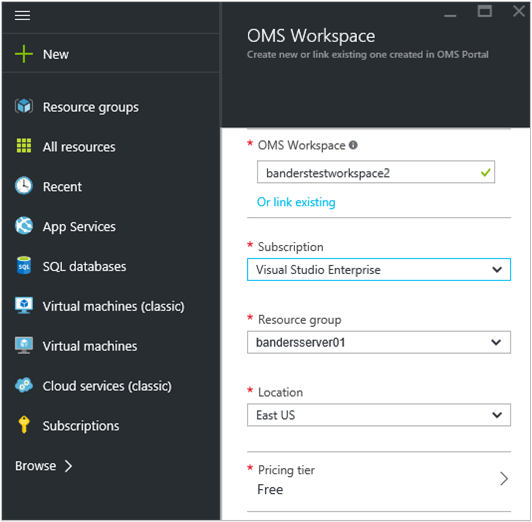 New
Resource groups
All resources
Recent
App Services
SQL
SQL databases
Virtual machines (classic)
Virtual machines
Cloud services (classic)
Subscriptions
Browse
OMS Workspace
Create new or link existing one created in OMS Portal
* OMS Workspace
banderstestworkspace2
Or link existing
* Subscription
Visual Studio Enterprise
* Resource group
bandersserver01
* Location
East US
* Pricing tier
Free